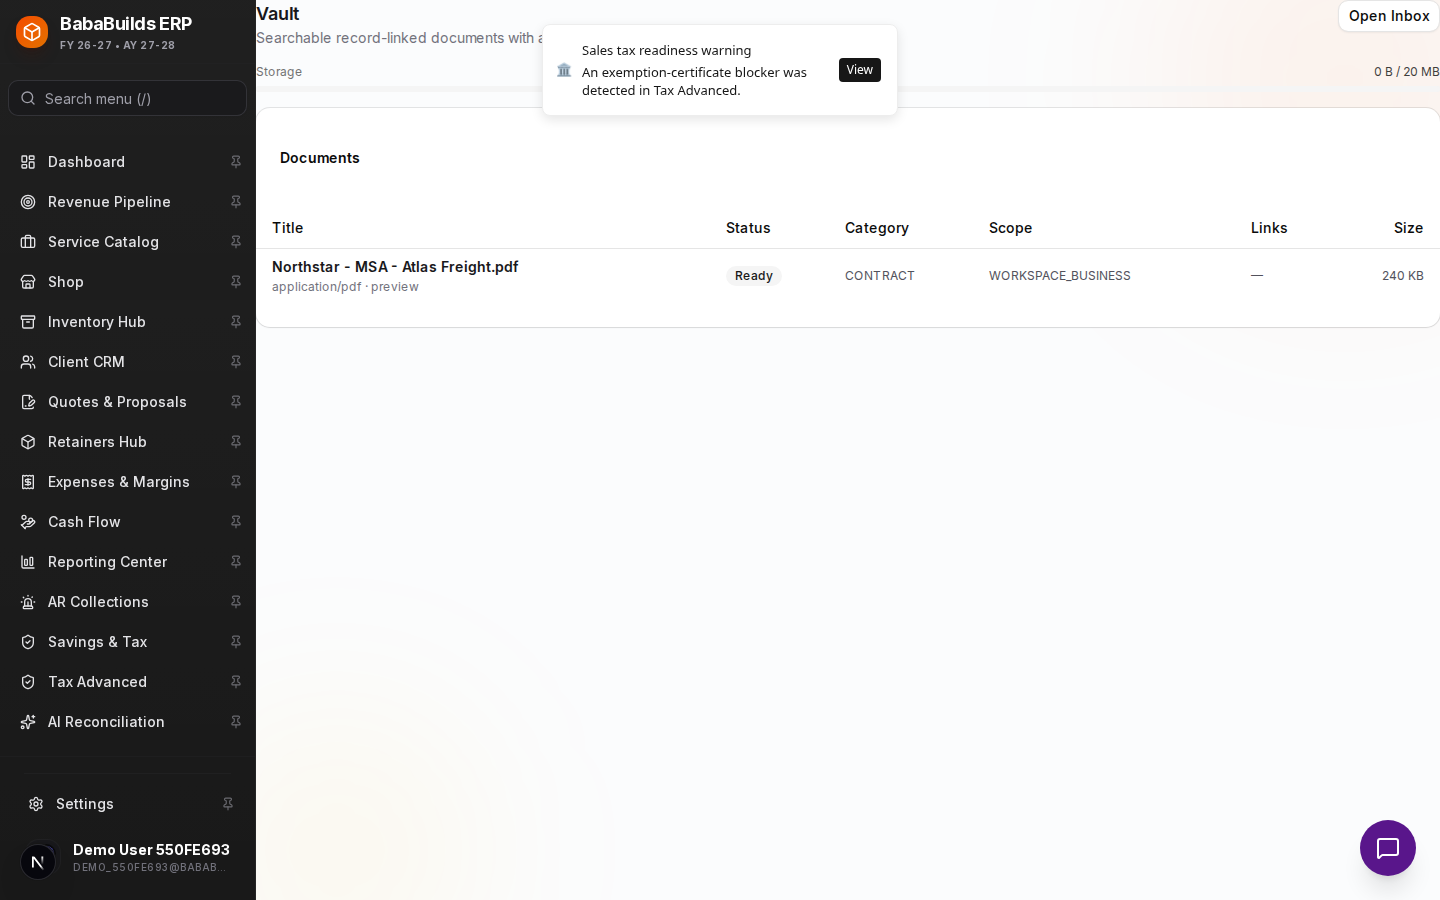 BabaBuilds ERP
FY 26-27 • AY 27-28
Search menu (/)
Dashboard
Revenue Pipeline
Service Catalog
Shop
Inventory Hub
Client CRM
Quotes & Proposals
Retainers Hub
Expenses & Margins
Cash Flow
Reporting Center
AR Collections
Savings & Tax
Tax Advanced
AI Reconciliation
Settings
Demo User 550FE693
DEMO_550FE693@BABAB...
Vault
Searchable record-linked documents with
Open Inbox
Storage
0 B / 20 MB
Sales tax readiness warning
An exemption-certificate blocker was
detected in Tax Advanced.
View
Documents
Title Status Category Scope Links Size
Northstar - MSA - Atlas Freight.pdf
application/pdf · preview
Ready CONTRACT WORKSPACE_BUSINESS — 240 KB